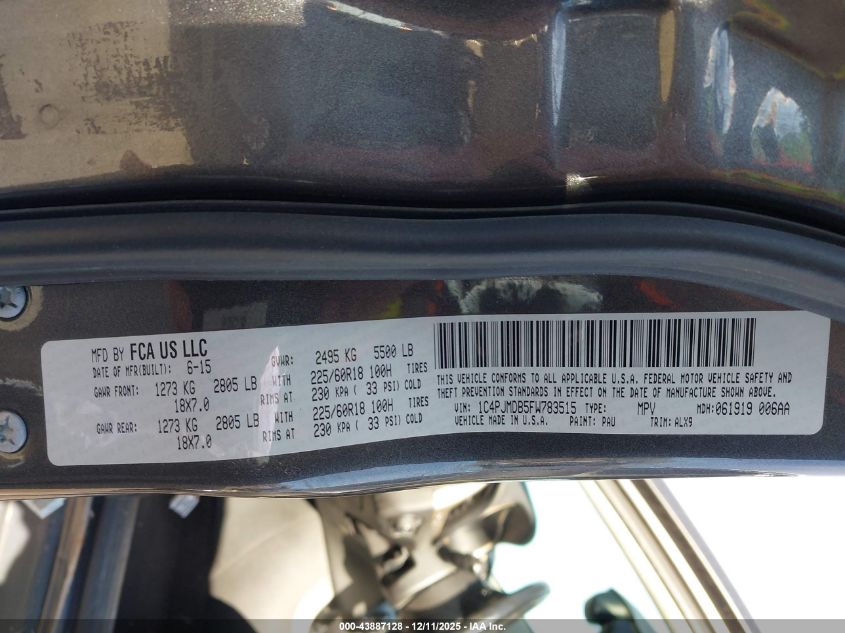 MFD BY FCA US LLC
DATE OF MFR(BUILT): 6-15
GVWR: 2495 KG 5500 LB
GAWR FRONT: 1273 KG 2805 LB WITH 225/60R18 100H TIRES
18X7.0 RIMS AT 230 KPA ( 33 PSI) COLD
GAWR REAR: 1273 KG 2805 LB WITH 225/60R18 100H TIRES
18X7.0 RIMS AT 230 KPA ( 33 PSI) COLD
THIS VEHICLE CONFORMS TO ALL APPLICABLE U.S.A. FEDERAL MOTOR VEHICLE SAFETY AND
THEFT PREVENTION STANDARDS IN EFFECT ON THE DATE OF MANUFACTURE SHOWN ABOVE.
VIN: 1C4PJMDB5FW783515 TYPE: MPV MDH: 061919 006AA
VEHICLE MADE IN U.S.A. PAINT: PAU TRIM: ALX9
000-43887128 - 12/11/2025 - IAA Inc.